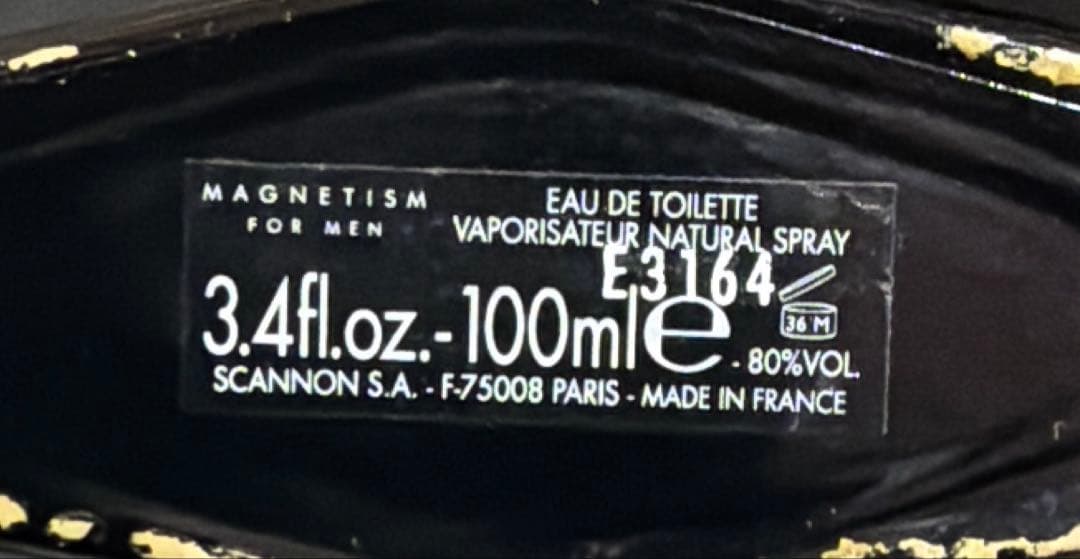 MAGNETISM
FOR MEN
EAU DE TOILETTE
VAPORISATEUR NATURAL SPRAY
E3164
36 M
3.4fl.oz.-100ml e - 80%VOL.
SCANNON S.A. - F-75008 PARIS - MADE IN FRANCE